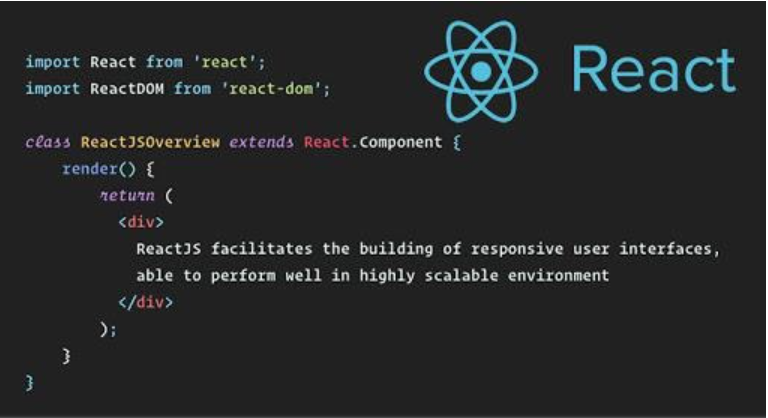 React
import React from 'react';
import ReactDOM from 'react-dom';
class ReactJSOverview extends React.Component {
render() {
return (
<div>
ReactJS facilitates the building of responsive user interfaces,
able to perform well in highly scalable environment
</div>
);
}
}